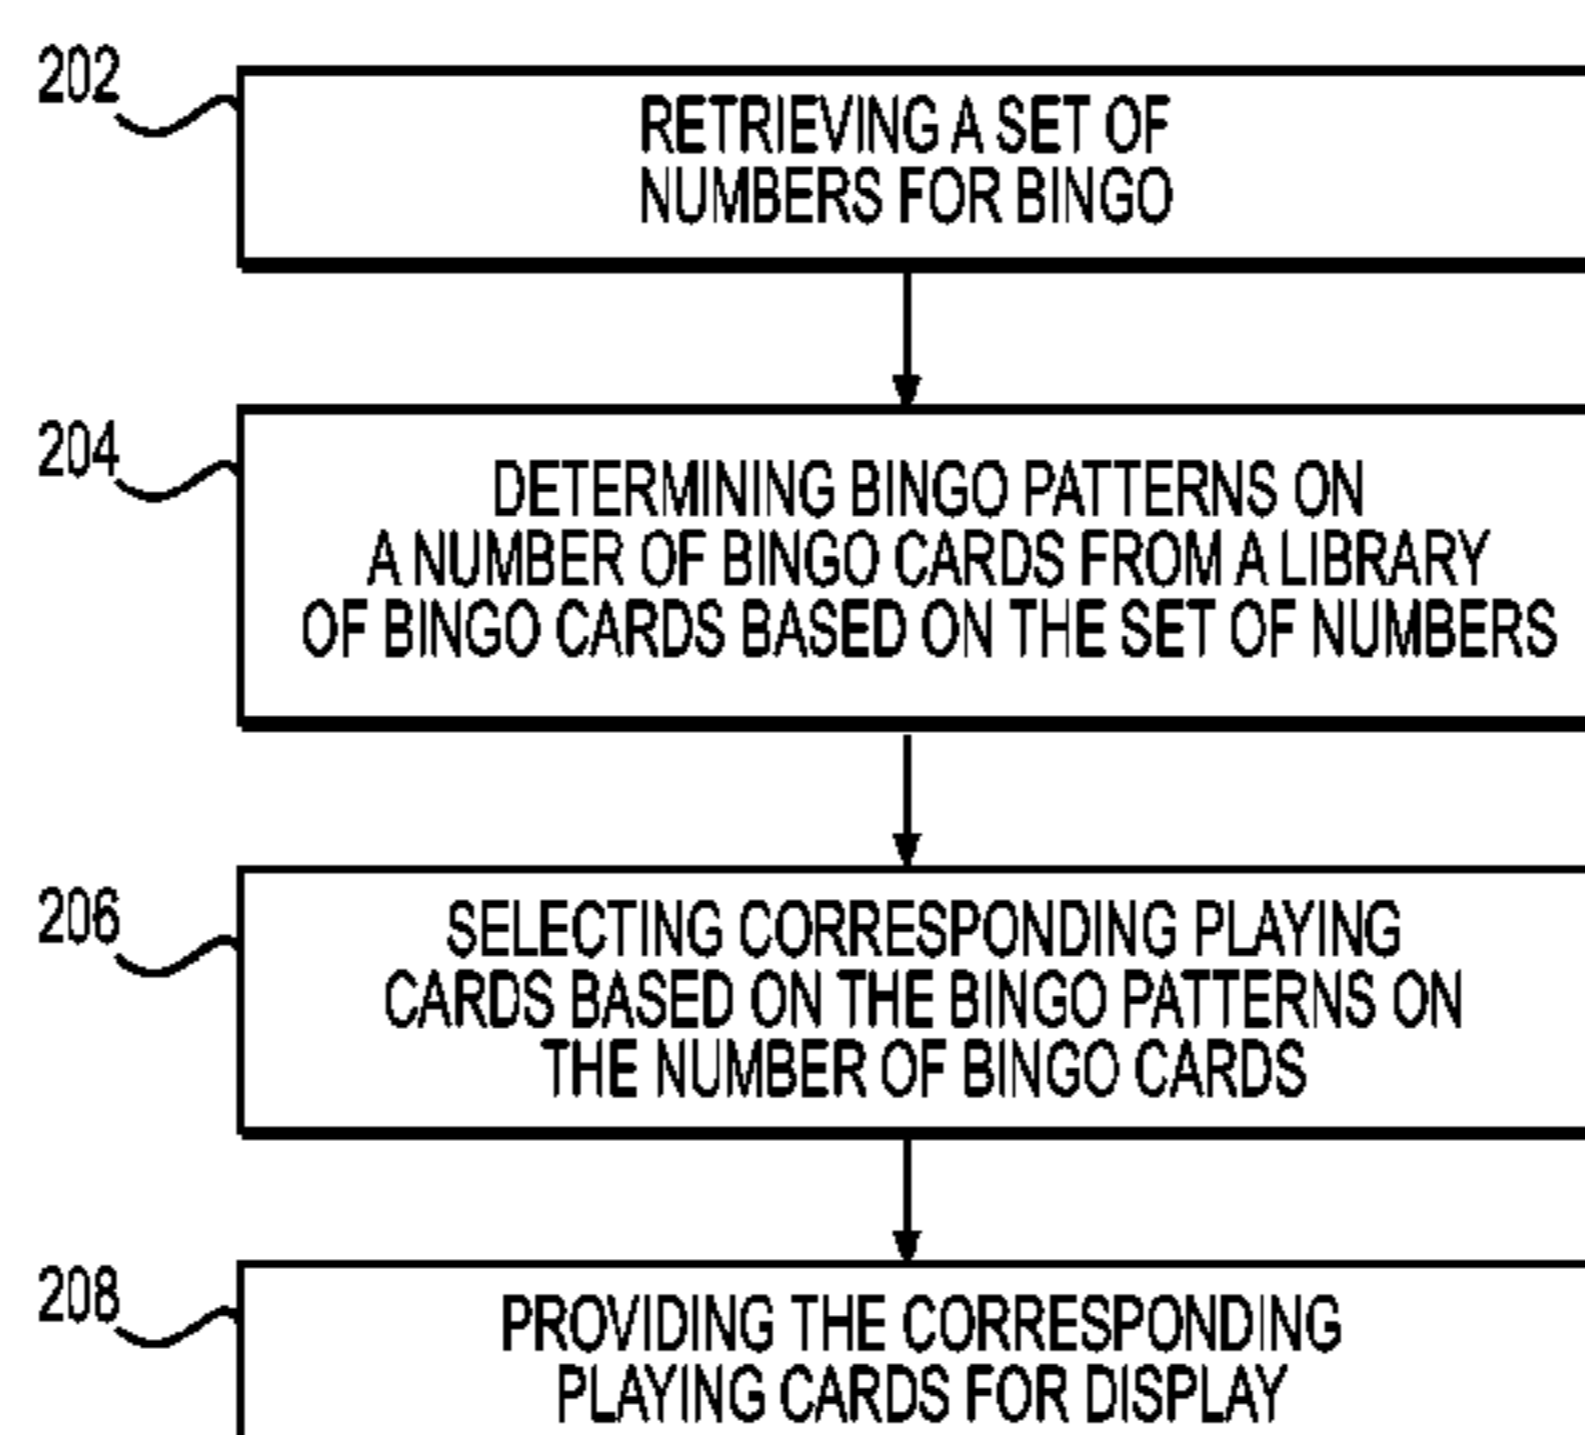 202
RETRIEVING A SET OF
NUMBERS FOR BINGO
204
DETERMINING BINGO PATTERNS ON
A NUMBER OF BINGO CARDS FROM A LIBRARY
OF BINGO CARDS BASED ON THE SET OF NUMBERS
206
SELECTING CORRESPONDING PLAYING
CARDS BASED ON THE BINGO PATTERNS ON
THE NUMBER OF BINGO CARDS
208
PROVIDING THE CORRESPONDING
PLAYING CARDS FOR DISPLAY